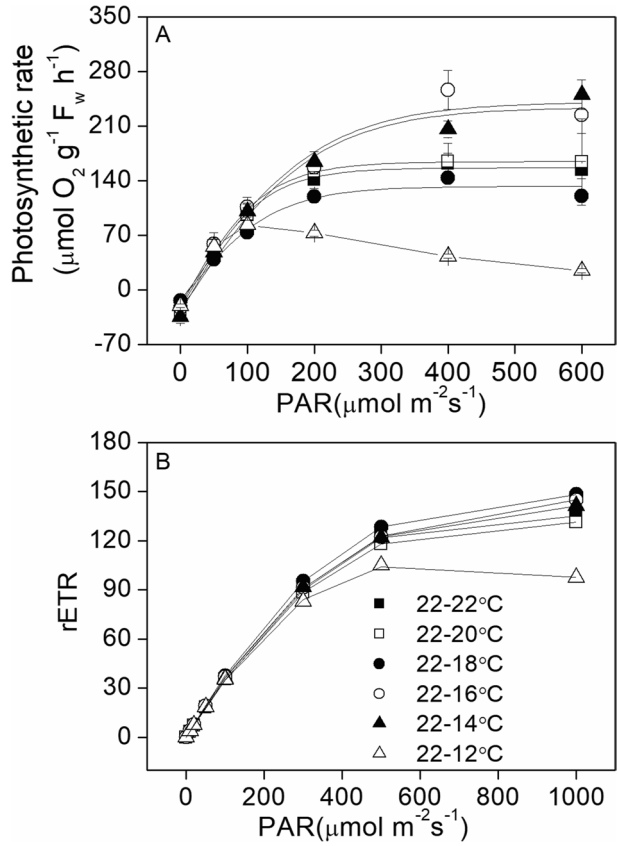 A
Photosynthetic rate
(μmol O₂ g⁻¹ Fw h⁻¹)
350
280
210
140
70
0
-70
0 100 200 300 400 500 600
PAR(μmol m⁻²s⁻¹)
B
rETR
180
150
120
90
60
30
0
22-22°C
22-20°C
22-18°C
22-16°C
22-14°C
22-12°C
0 200 400 600 800 1000
PAR(μmol m⁻²s⁻¹)